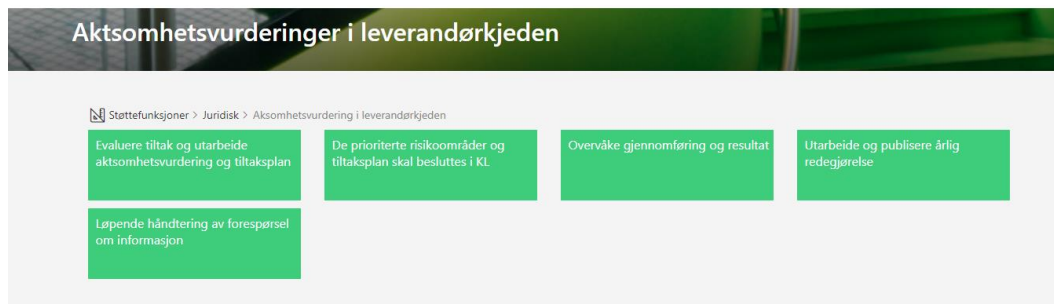 Aktsomhetsvurderinger i leverandørkjeden
Støttefunksjoner > Juridisk > Aksomhetsvurdering i leverandørkjeden
Evaluere tiltak og utarbeide
aktsomhetsvurdering og tiltaksplan
De prioriterte risikoområder og
tiltaksplan skal besluttes i KL
Overvåke gjennomføring og resultat
Utarbeide og publisere årlig
redegjørelse
Løpende håndtering av forespørsel
om informasjon